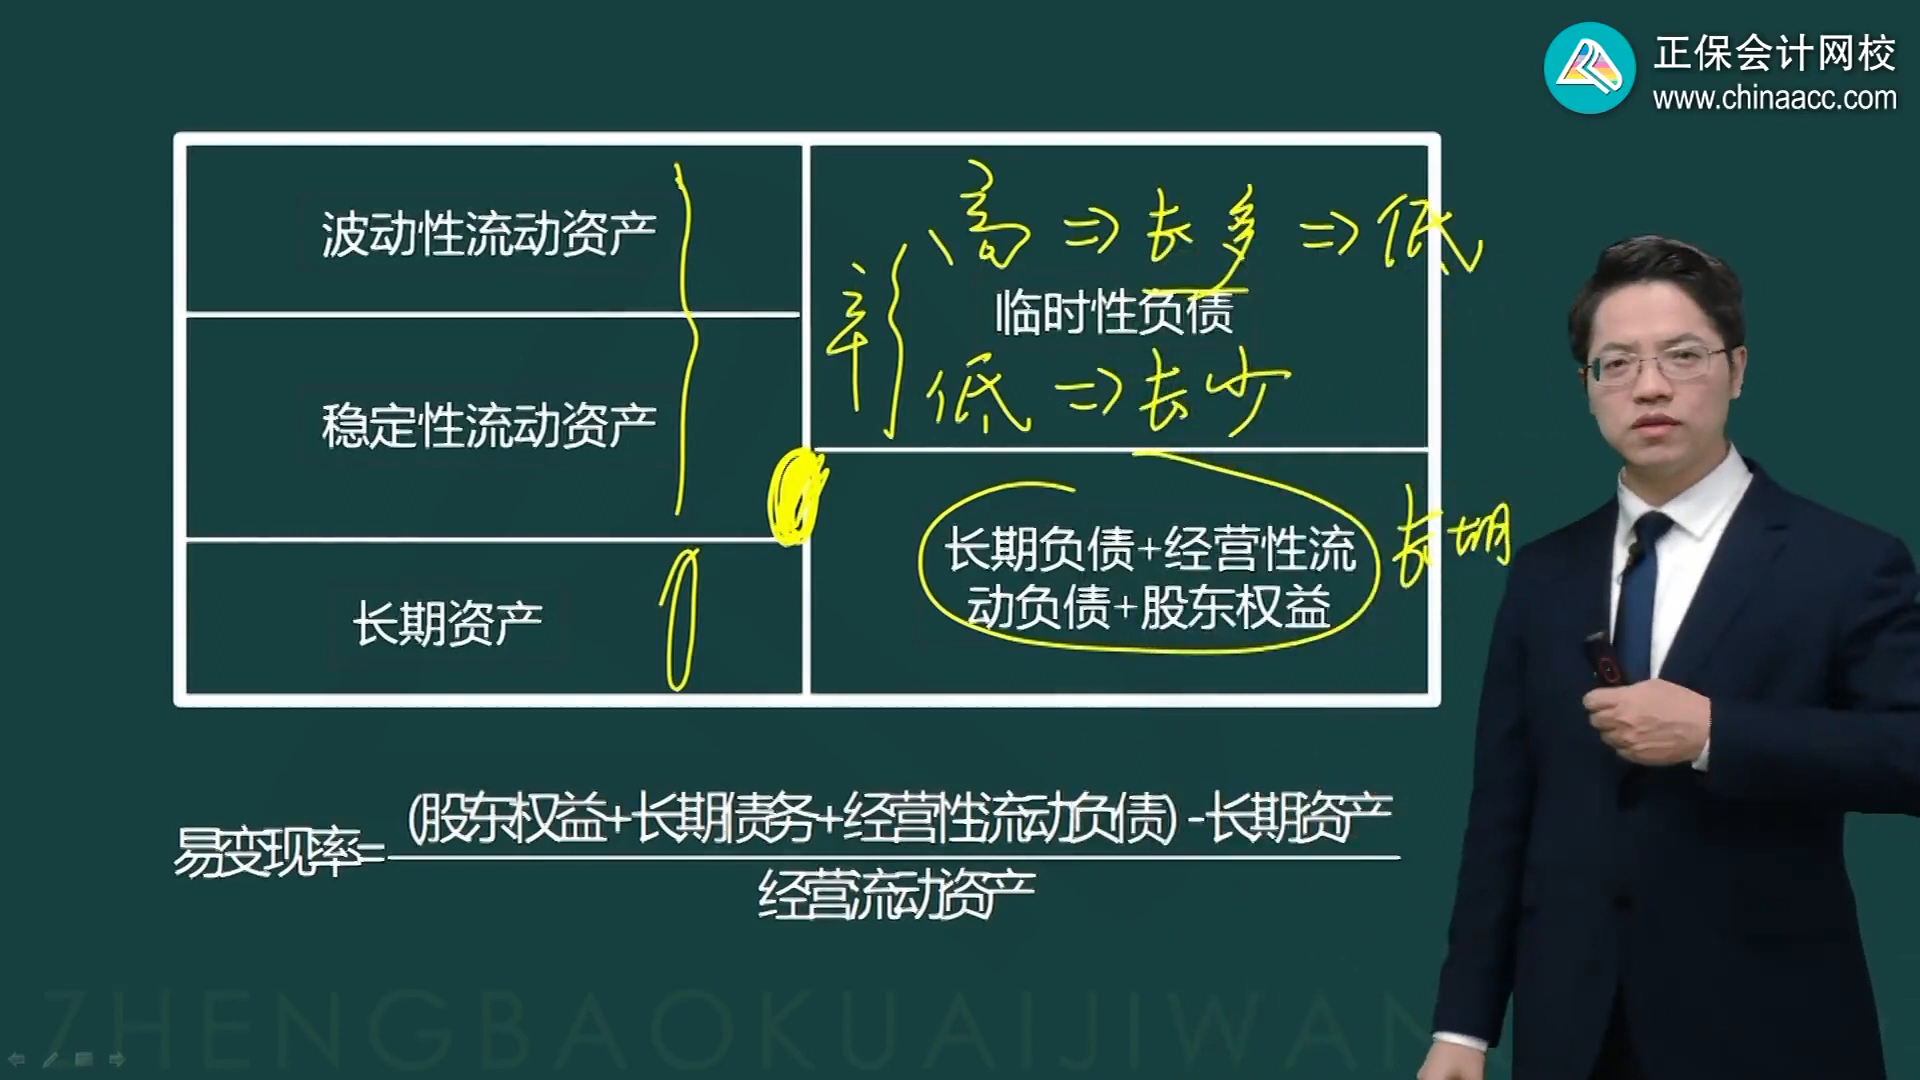 正保会计网校
www.chinaacc.com
波动性流动资产
高⇒长多⇒低
率
临时性负债
低⇒长少
稳定性流动资产
长期负债+经营性流
动负债+股东权益
长期
长期资产
易变现率=
(股东权益+长期债务+经营性流动负债)-长期资产
经营流动资产
ZHENGBAOKUAIJIWAN